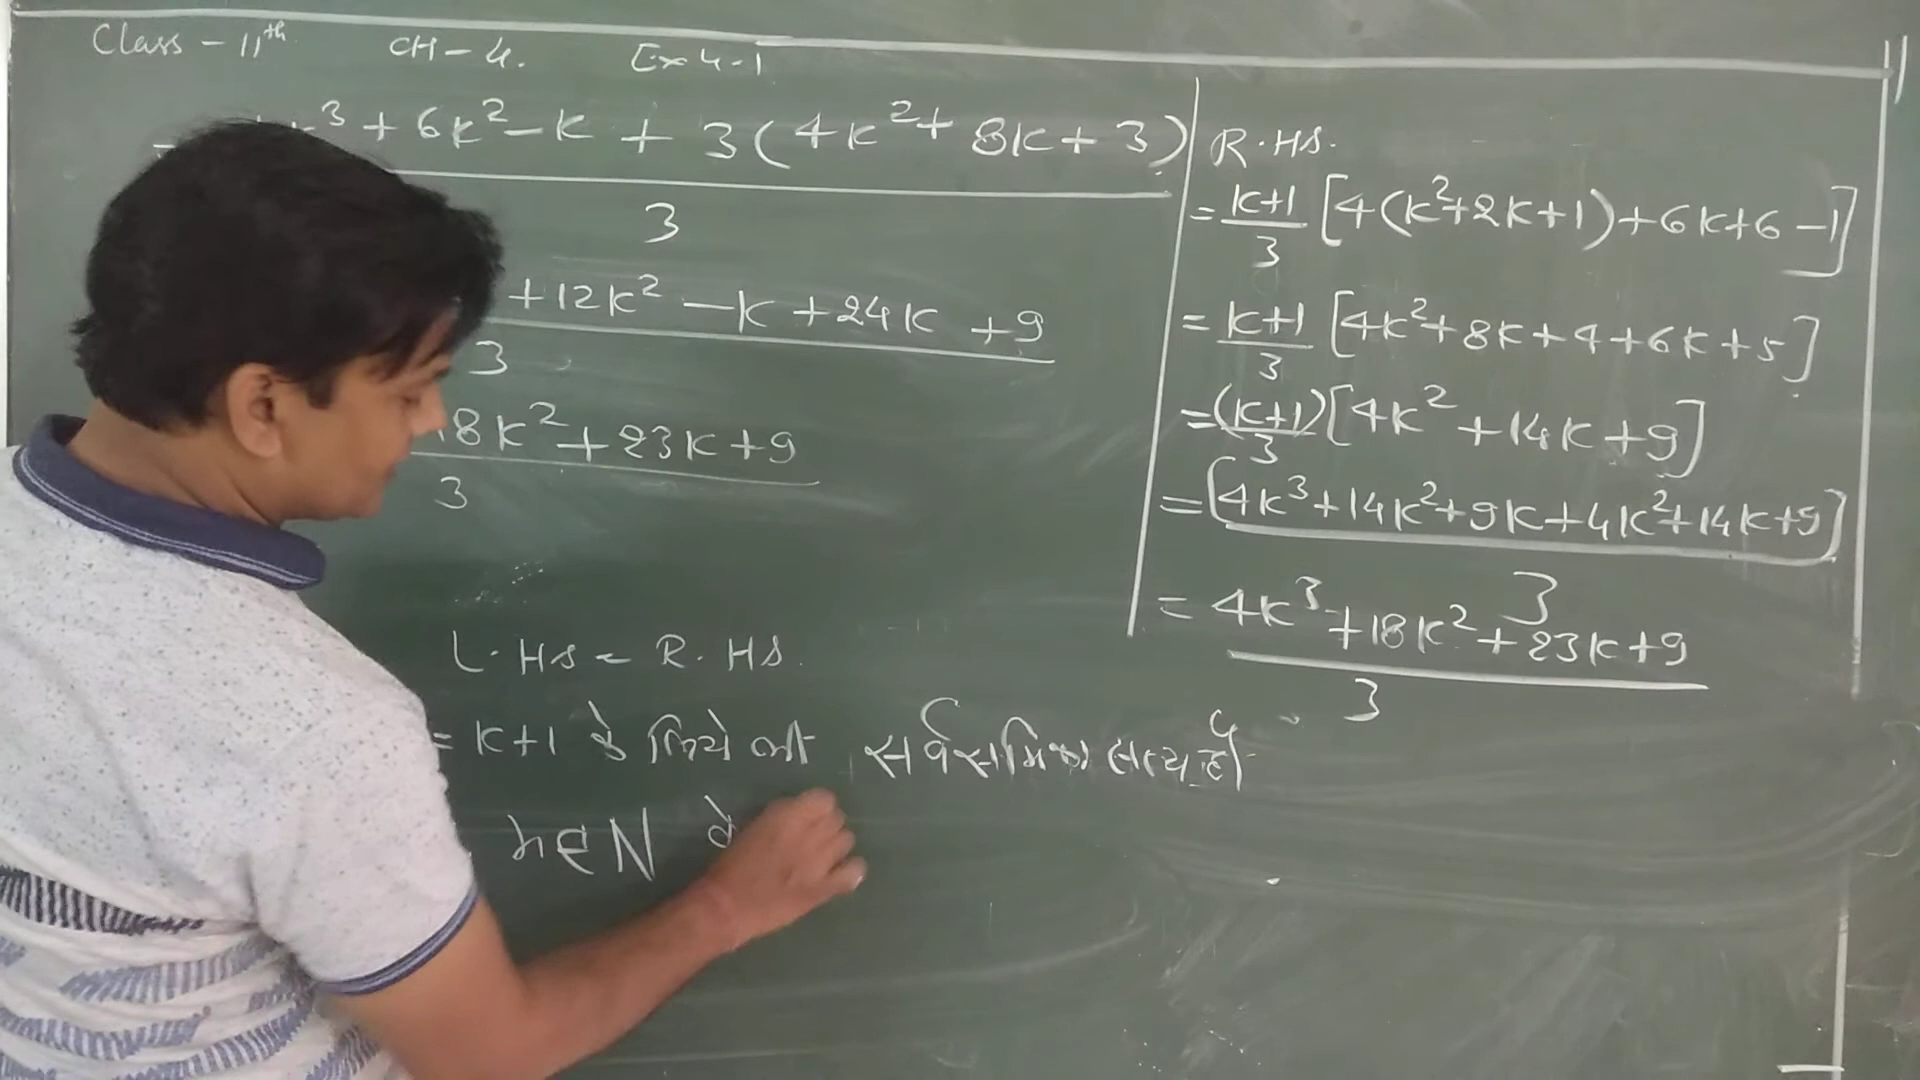 Class - 11th CH - 4. Ex 4.1
k³ + 6k² - k + 3(4k² + 8k + 3)
3
+ 12k² - k + 24k + 9
3
18k² + 23k + 9
3
L.HS = R.HS.
= k+1 के लिये भी सर्वसमिका सत्य है
n∈N के
R.HS.
= k+1/3 [4(k²+2k+1)+6k+6-1]
= k+1/3 [4k²+8k+4+6k+5]
= (k+1)/3 [4k²+14k+9]
= [4k³+14k²+9k+4k²+14k+9]
3
= 4k³+18k²+23k+9
3